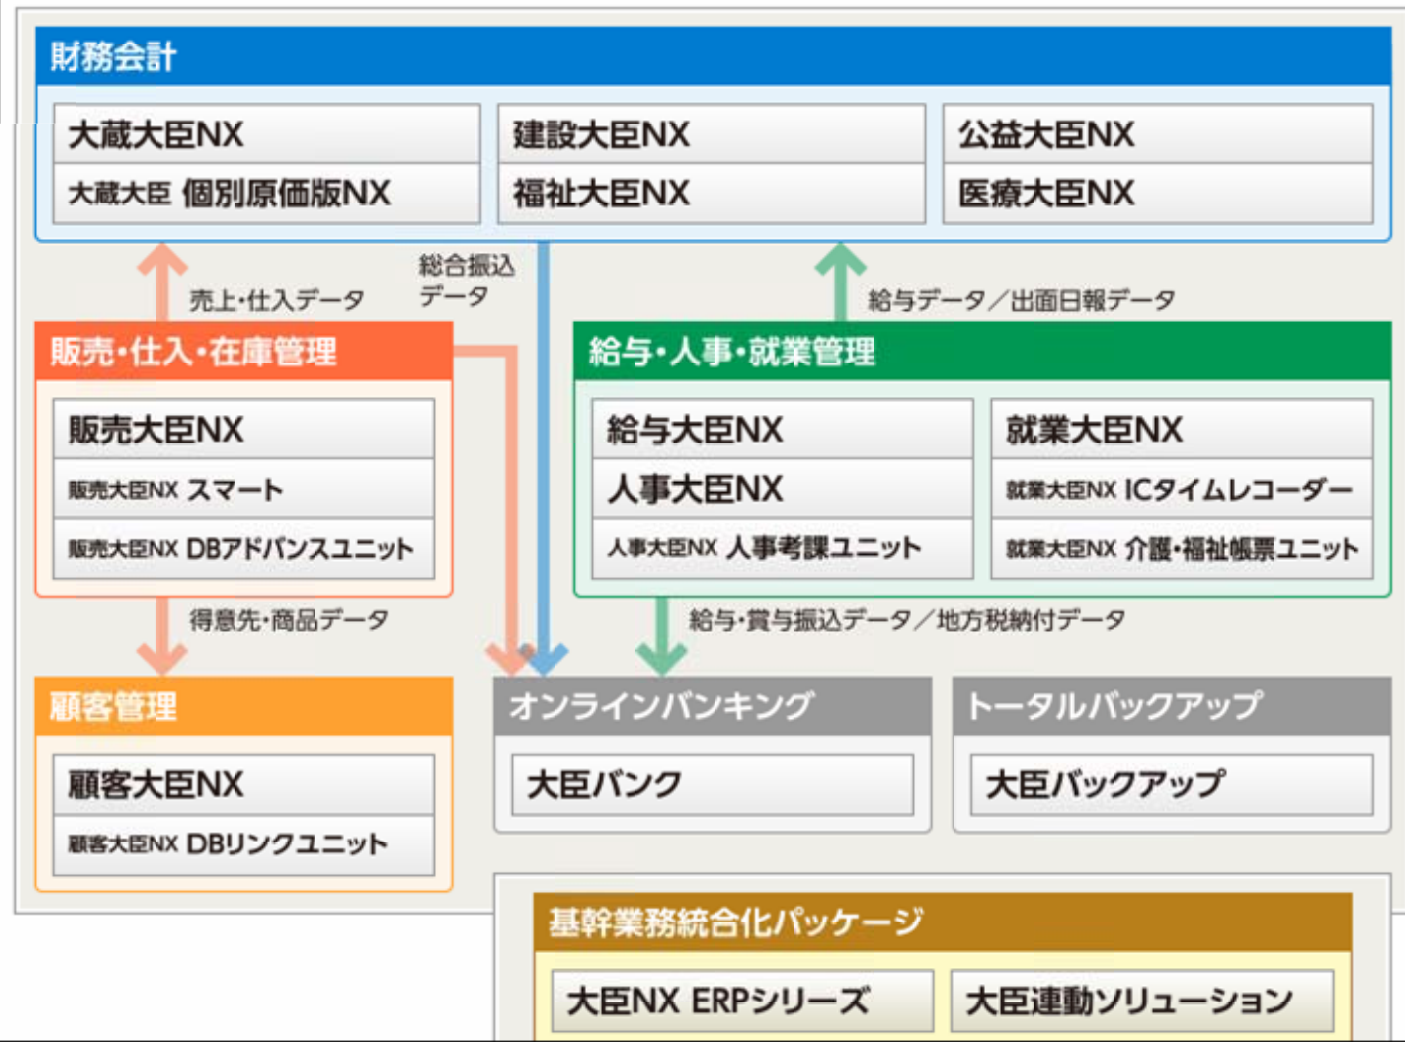 財務会計
大蔵大臣NX
大蔵大臣 個別原価版NX
建設大臣NX
福祉大臣NX
公益大臣NX
医療大臣NX
売上・仕入データ
総合振込
データ
給与データ／出面日報データ
販売・仕入・在庫管理
販売大臣NX
販売大臣NX スマート
販売大臣NX DBアドバンスユニット
給与・人事・就業管理
給与大臣NX
人事大臣NX
人事大臣NX 人事考課ユニット
就業大臣NX
就業大臣NX ICタイムレコーダー
就業大臣NX 介護・福祉帳票ユニット
得意先・商品データ
給与・賞与振込データ／地方税納付データ
顧客管理
顧客大臣NX
顧客大臣NX DBリンクユニット
オンラインバンキング
大臣バンク
トータルバックアップ
大臣バックアップ
基幹業務統合化パッケージ
大臣NX ERPシリーズ
大臣連動ソリューション